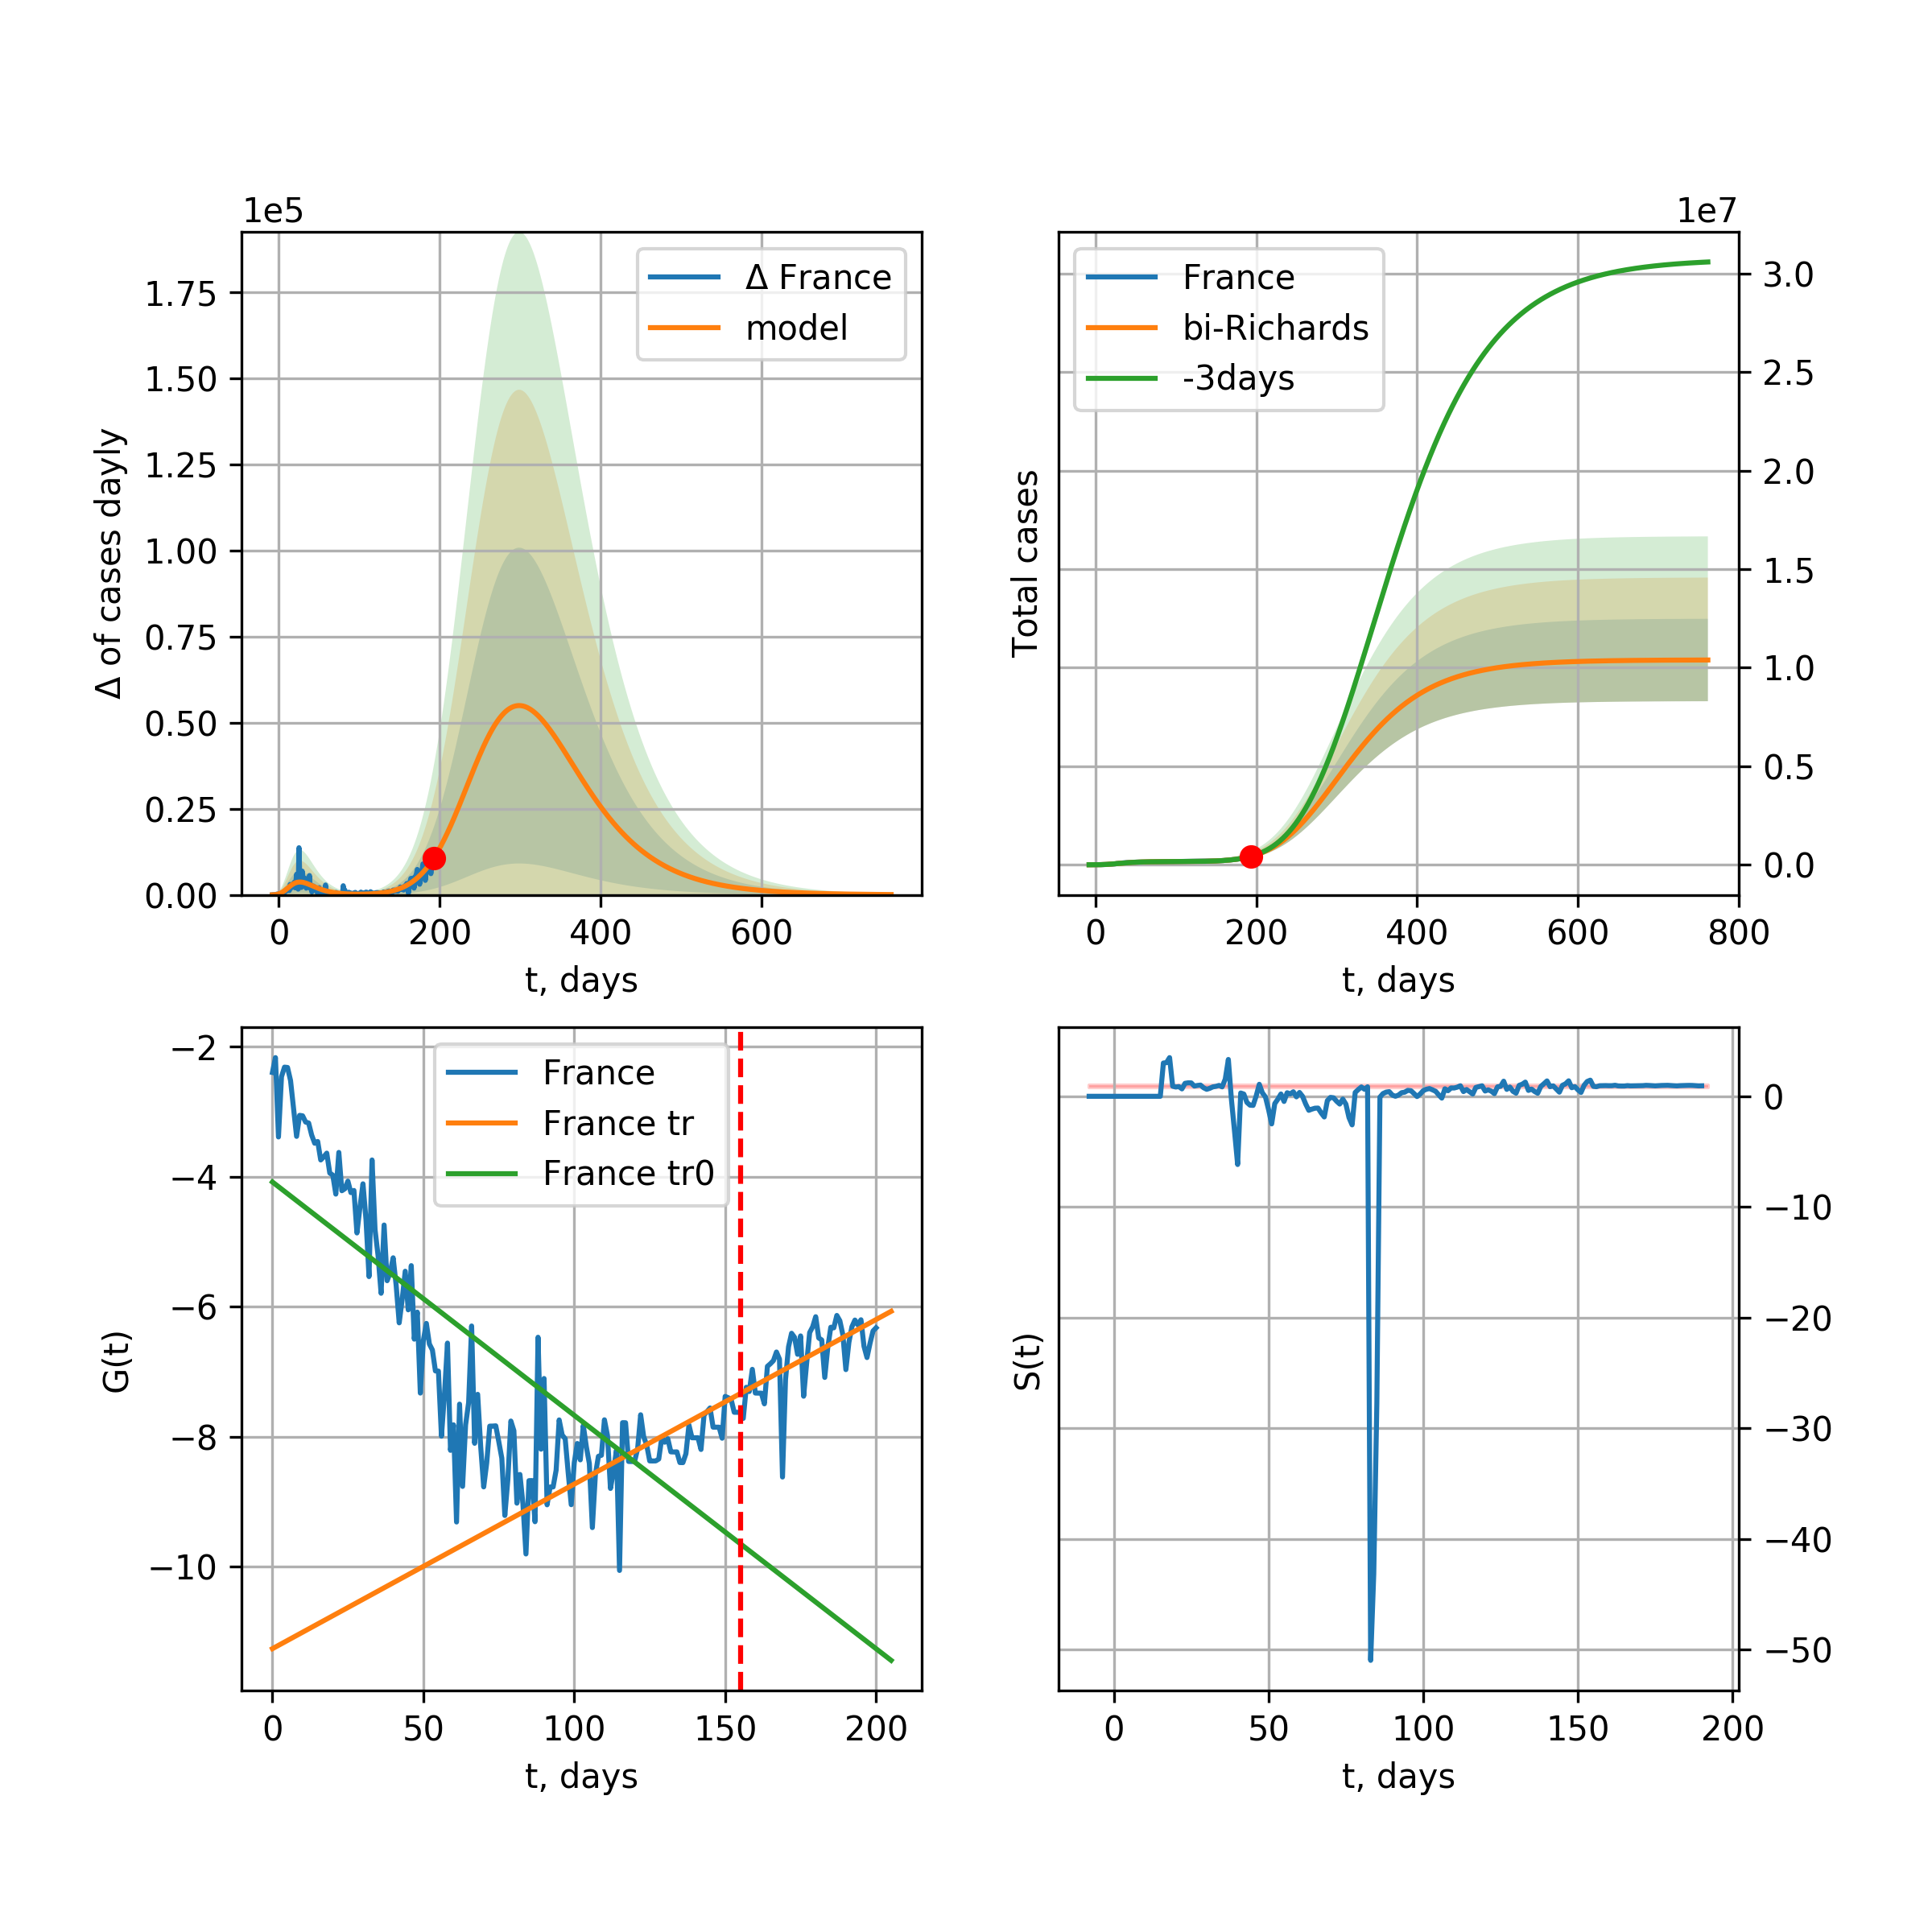 1e5
Δ France
model
1.75
1.50
1.25
1.00
0.75
0.50
0.25
0.00
Δ of cases dayly
0 200 400 600
t, days
1e7
France
bi-Richards
-3days
3.0
2.5
2.0
1.5
1.0
0.5
0.0
Total cases
0 200 400 600 800
t, days
France
France tr
France tr0
−2
−4
−6
−8
−10
G(t)
0 50 100 150 200
t, days
0
−10
−20
−30
−40
−50
S(t)
0 50 100 150 200
t, days